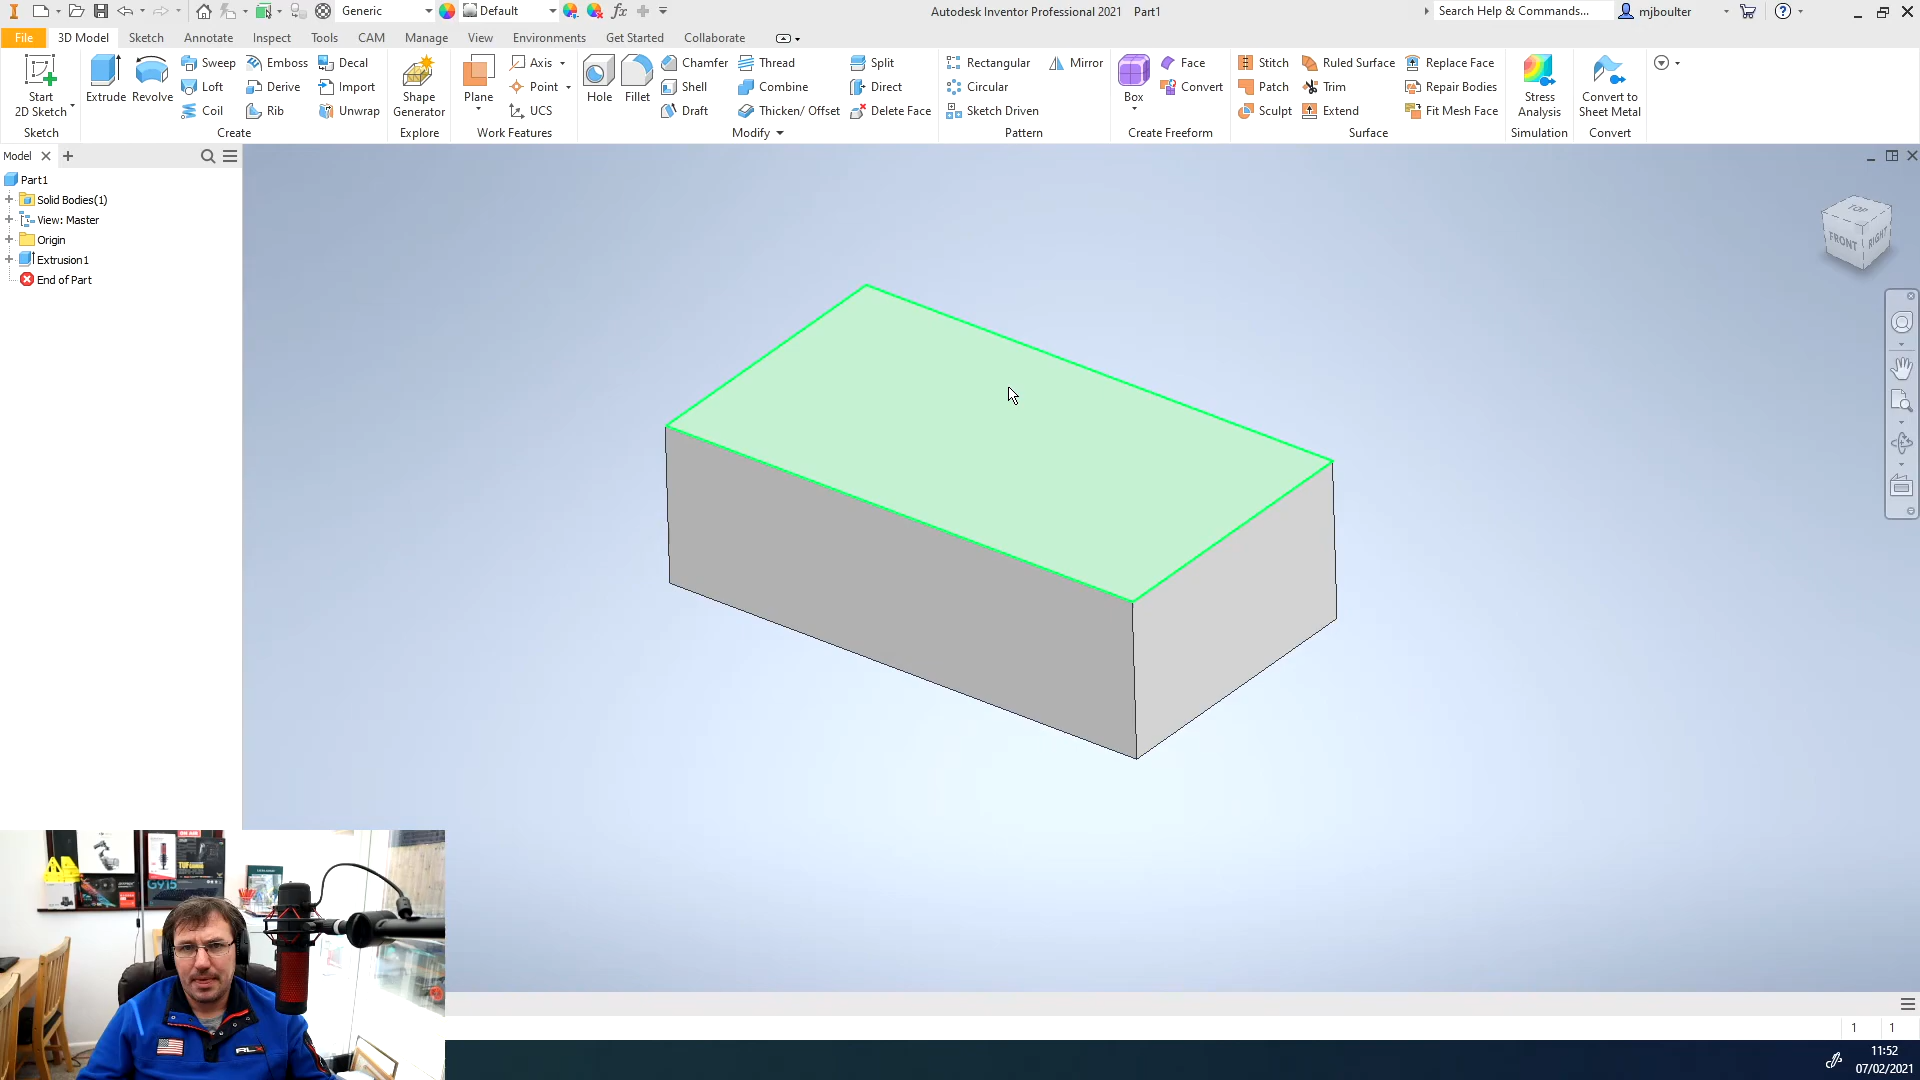 Generic
Default
Autodesk Inventor Professional 2021 Part1
Search Help & Commands...
mjboulter
File 3D Model Sketch Annotate Inspect Tools CAM Manage View Environments Get Started Collaborate
Start
2D Sketch
Sketch
Extrude
Revolve
Sweep
Loft
Coil
Emboss
Derive
Rib
Decal
Import
Unwrap
Create
Shape
Generator
Explore
Plane
Axis
Point
UCS
Work Features
Hole
Fillet
Chamfer
Shell
Draft
Thread
Combine
Thicken/ Offset
Split
Direct
Delete Face
Modify
Rectangular
Circular
Sketch Driven
Mirror
Pattern
Box
Face
Convert
Create Freeform
Stitch
Patch
Sculpt
Ruled Surface
Trim
Extend
Replace Face
Repair Bodies
Fit Mesh Face
Surface
Stress
Analysis
Simulation
Convert to
Sheet Metal
Convert
Model
Part1
Solid Bodies(1)
View: Master
Origin
Extrusion1
End of Part
TOP
FRONT
RIGHT
G915
1 1
11:52
07/02/2021